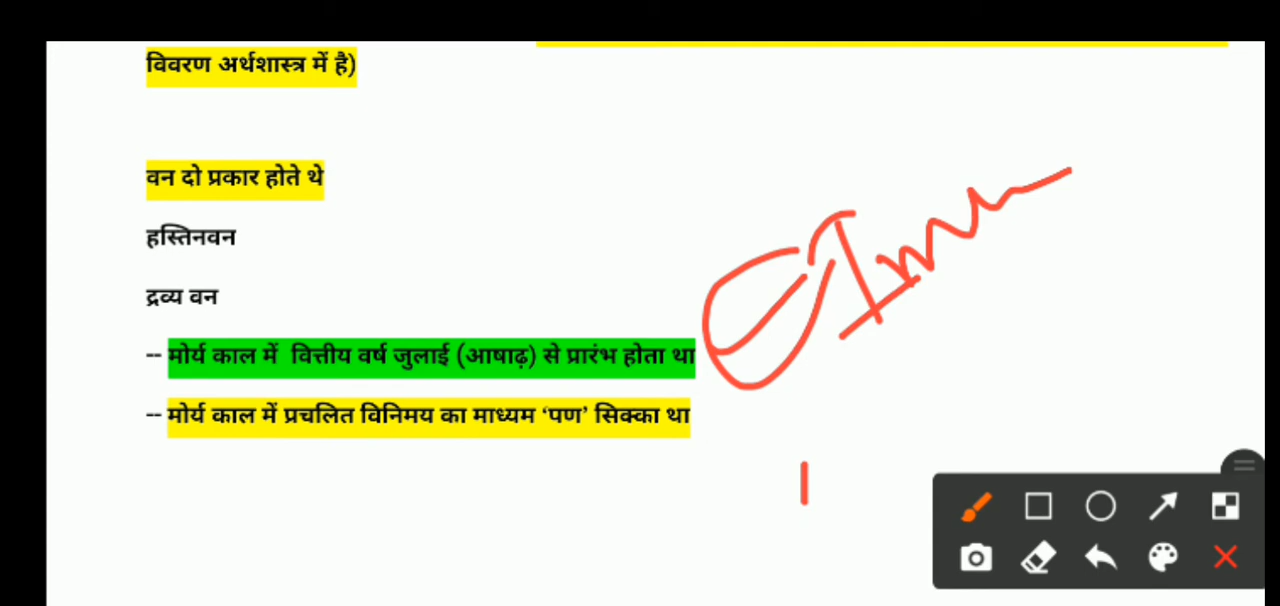 विवरण अर्थशास्त्र में है)
वन दो प्रकार होते थे
हस्तिनवन
द्रव्य वन
-- मोर्य काल में वित्तीय वर्ष जुलाई (आषाढ़) से प्रारंभ होता था
-- मोर्य काल में प्रचलित विनिमय का माध्यम ‘पण’ सिक्का था